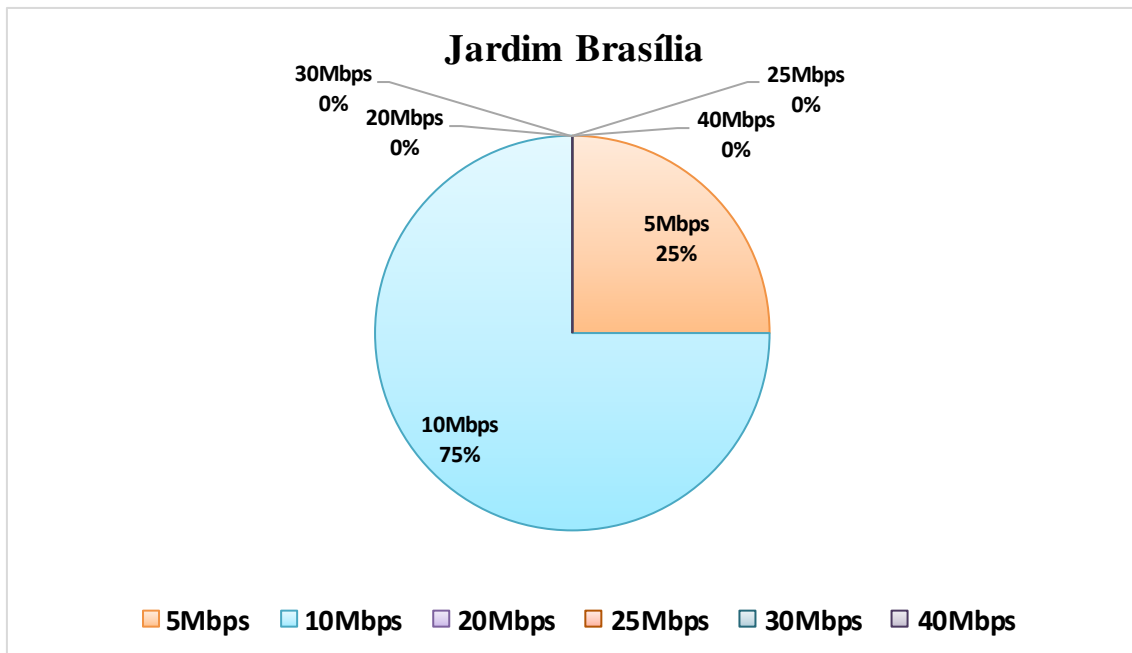 Jardim Brasília
30Mbps
0%
25Mbps
0%
20Mbps
0%
40Mbps
0%
5Mbps
25%
10Mbps
75%
5Mbps 10Mbps 20Mbps 25Mbps 30Mbps 40Mbps